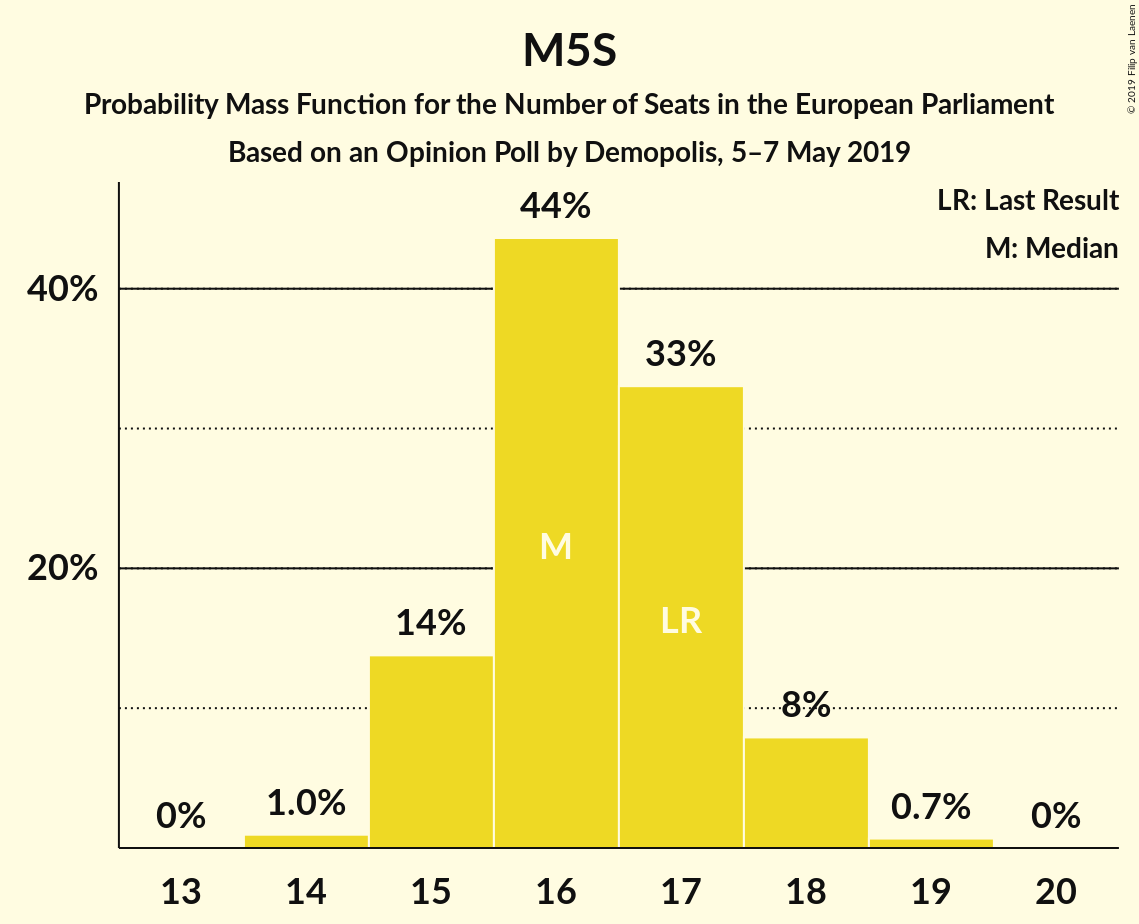 M5S
Probability Mass Function for the Number of Seats in the European Parliament
Based on an Opinion Poll by Demopolis, 5–7 May 2019
© 2019 Filip van Laenen
LR: Last Result
M: Median
40%
20%
0%
1.0%
14%
44%
33%
8%
0.7%
0%
M
LR
13 14 15 16 17 18 19 20